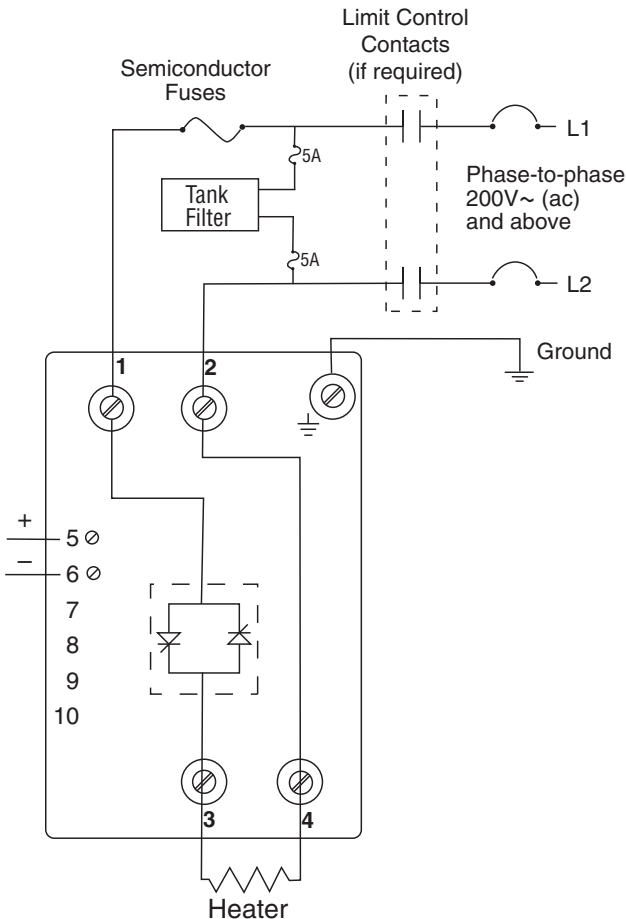 Limit Control
Contacts
(if required)
Semiconductor
Fuses
L1
5A
Phase-to-phase
200V~ (ac)
and above
Tank
Filter
5A
L2
Ground
1
2
+
5
–
6
7
8
9
10
3
4
Heater